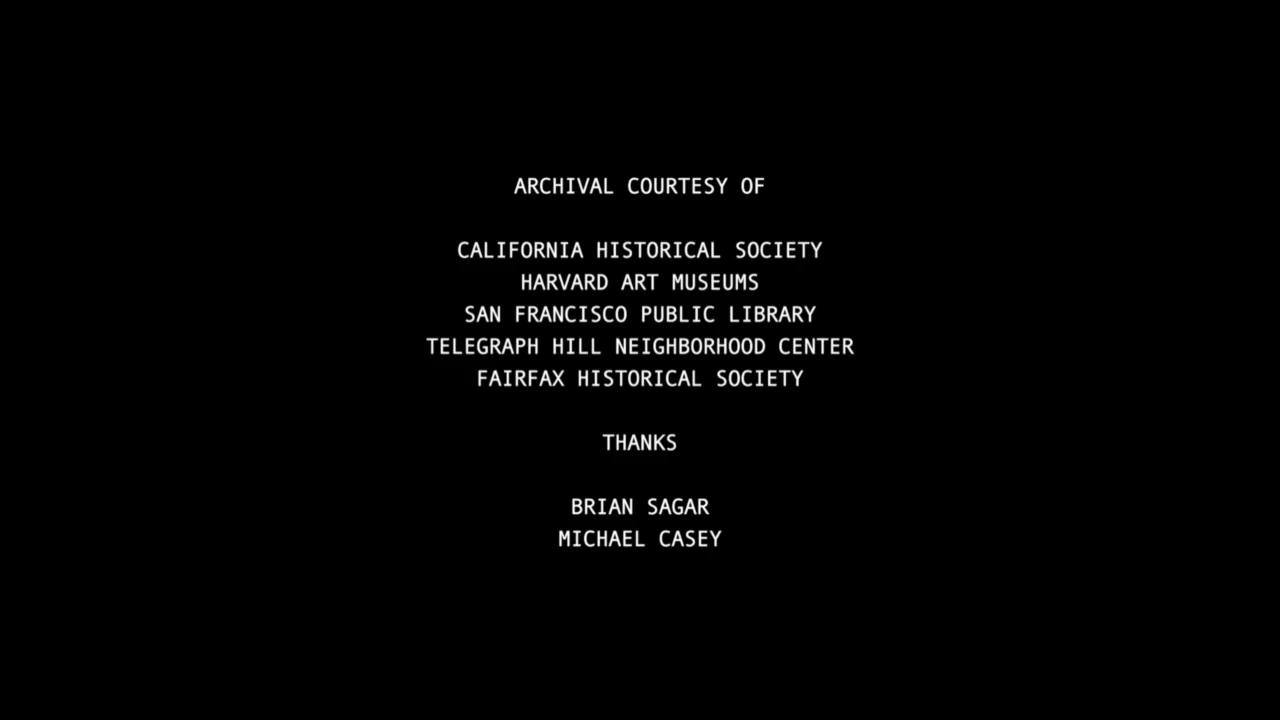 ARCHIVAL COURTESY OF
CALIFORNIA HISTORICAL SOCIETY
HARVARD ART MUSEUMS
SAN FRANCISCO PUBLIC LIBRARY
TELEGRAPH HILL NEIGHBORHOOD CENTER
FAIRFAX HISTORICAL SOCIETY
THANKS
BRIAN SAGAR
MICHAEL CASEY